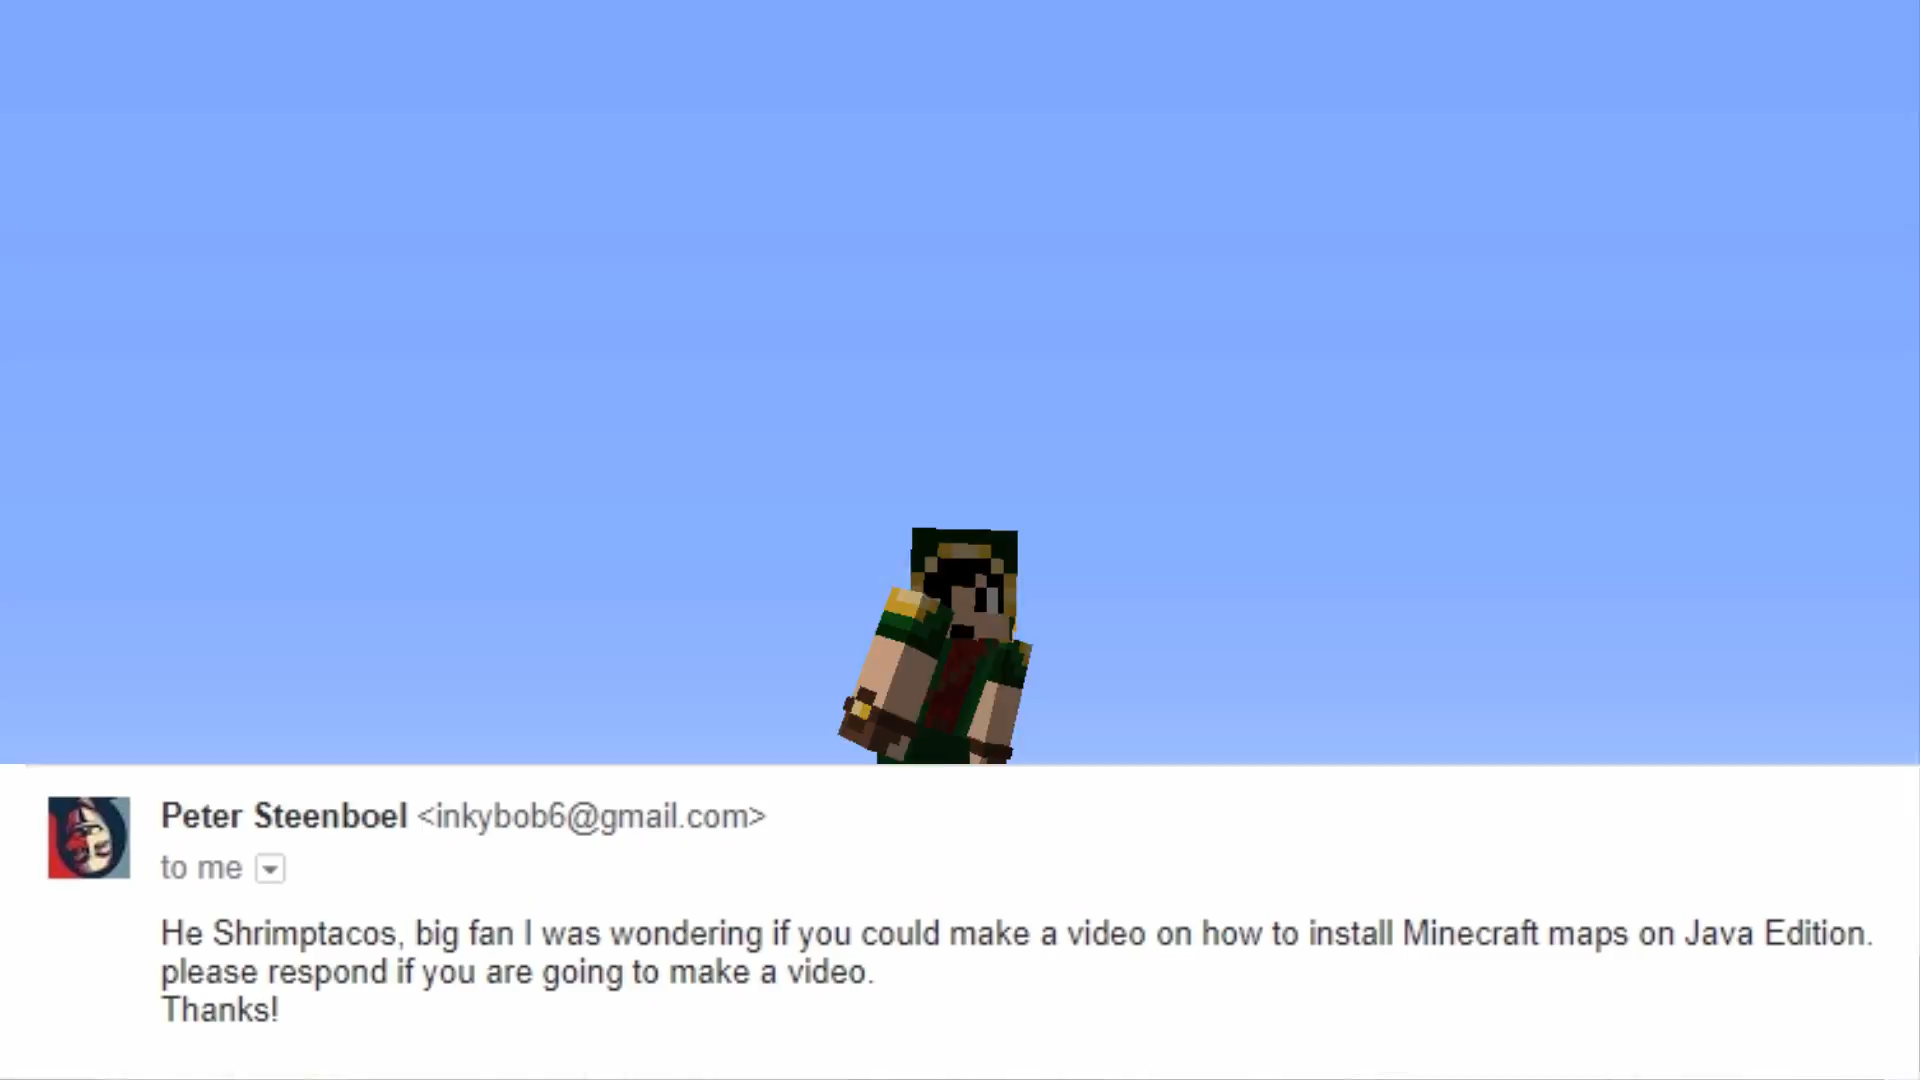 Peter Steenboel <inkybob6@gmail.com>
to me
He Shrimptacos, big fan I was wondering if you could make a video on how to install Minecraft maps on Java Edition.
please respond if you are going to make a video.
Thanks!